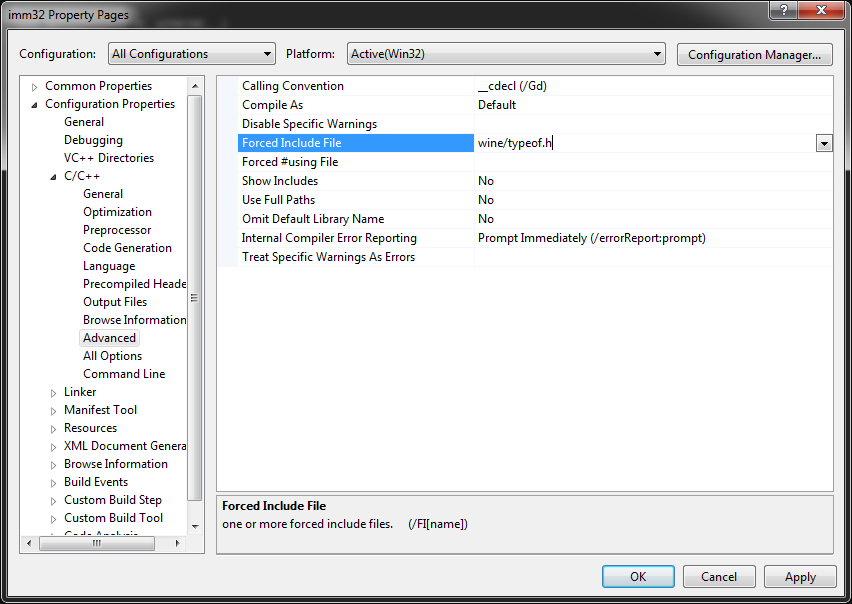 imm32 Property Pages
Configuration: All Configurations Platform: Active(Win32) Configuration Manager...
Common Properties
Configuration Properties
General
Debugging
VC++ Directories
C/C++
General
Optimization
Preprocessor
Code Generation
Language
Precompiled Heade
Output Files
Browse Information
Advanced
All Options
Command Line
Linker
Manifest Tool
Resources
XML Document Genera
Browse Information
Build Events
Custom Build Step
Custom Build Tool
Code Analysis
Calling Convention __cdecl (/Gd)
Compile As Default
Disable Specific Warnings
Forced Include File wine/typeof.h
Forced #using File
Show Includes No
Use Full Paths No
Omit Default Library Name No
Internal Compiler Error Reporting Prompt Immediately (/errorReport:prompt)
Treat Specific Warnings As Errors
Forced Include File
one or more forced include files. (/FI[name])
OK Cancel Apply